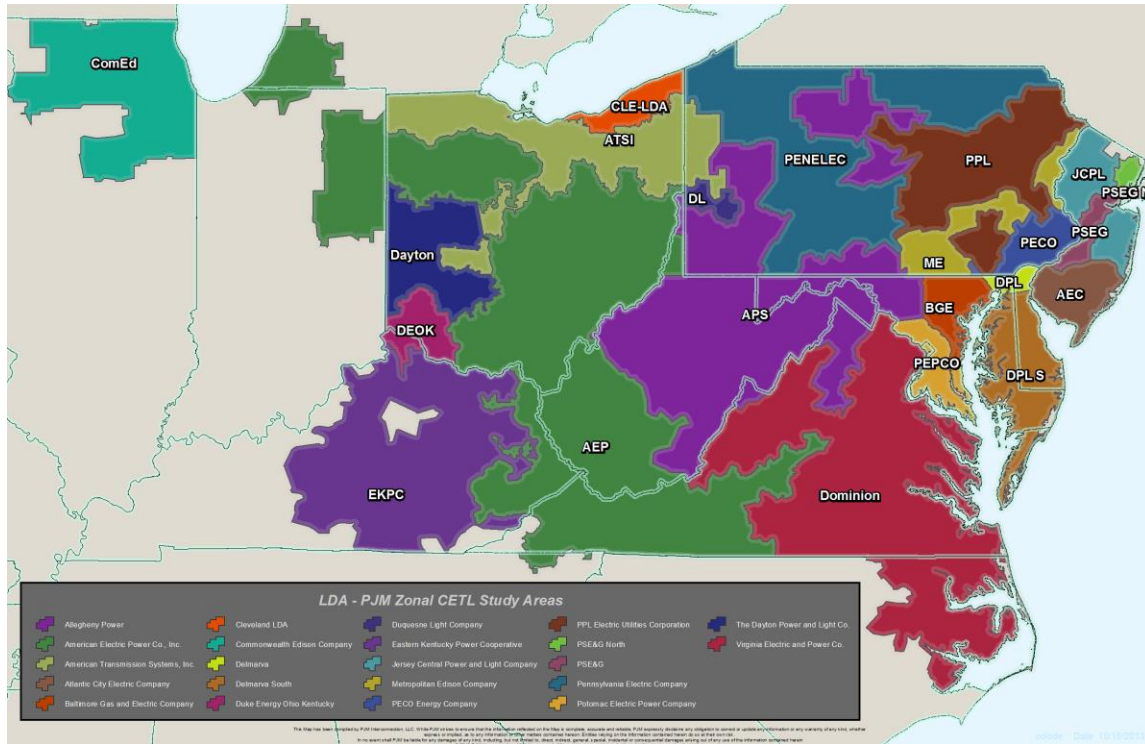 ComEd
CLE-LDA
ATSI
PENELEC
PPL
JCPL
PSEG N
DL
PSEG
PECO
Dayton
ME
DPL
AEC
BGE
APS
DEOK
PEPCO
DPL S
AEP
EKPC
Dominion
LDA - PJM Zonal CETL Study Areas
Allegheny Power
Cleveland LDA
Duquesne Light Company
PPL Electric Utilities Corporation
The Dayton Power and Light Co.
American Electric Power Co., Inc.
Commonwealth Edison Company
Eastern Kentucky Power Cooperative
PSE&G North
Virginia Electric and Power Co.
American Transmission Systems, Inc.
Delmarva
Jersey Central Power and Light Company
PSE&G
Atlantic City Electric Company
Delmarva South
Metropolitan Edison Company
Pennsylvania Electric Company
Baltimore Gas and Electric Company
Duke Energy Ohio Kentucky
PECO Energy Company
Potomac Electric Power Company